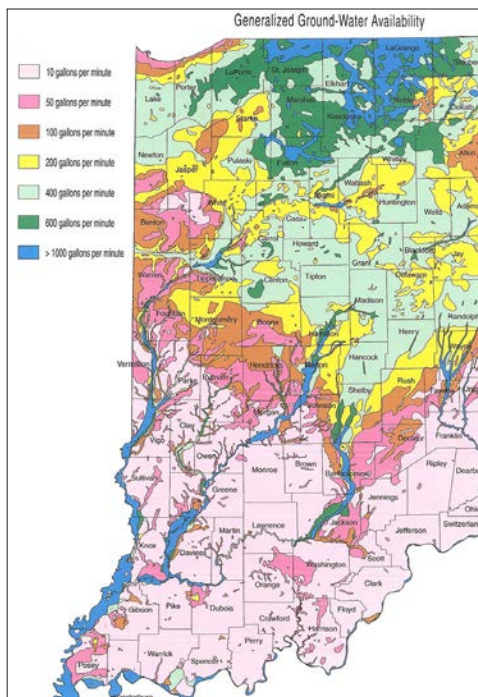 Generalized Ground-Water Availability
10 gallons per minute
50 gallons per minute
100 gallons per minute
200 gallons per minute
400 gallons per minute
600 gallons per minute
> 1000 gallons per minute
LaGrange
LaPorte
St. Joseph
Elkhart
Porter
Lake
Marshall
Noble
Kosciusko
Starke
Newton
Jasper
Pulaski
Fulton
Whitley
Allen
Wabash
Huntington
White
Miami
Cass
Wells
Benton
Carroll
Howard
Grant
Blackford
Jay
Warren
Tippecanoe
Clinton
Tipton
Delaware
Madison
Randolph
Fountain
Montgomery
Boone
Hamilton
Henry
Wayne
Vermillion
Parke
Putnam
Hendricks
Marion
Hancock
Shelby
Rush
Union
Vigo
Clay
Morgan
Johnson
Franklin
Owen
Decatur
Sullivan
Greene
Monroe
Brown
Bartholomew
Ripley
Jennings
Ohio
Switzerland
Knox
Daviess
Martin
Lawrence
Jackson
Jefferson
Scott
Washington
Orange
Clark
Gibson
Pike
Dubois
Crawford
Floyd
Harrison
Posey
Warrick
Spencer
Perry